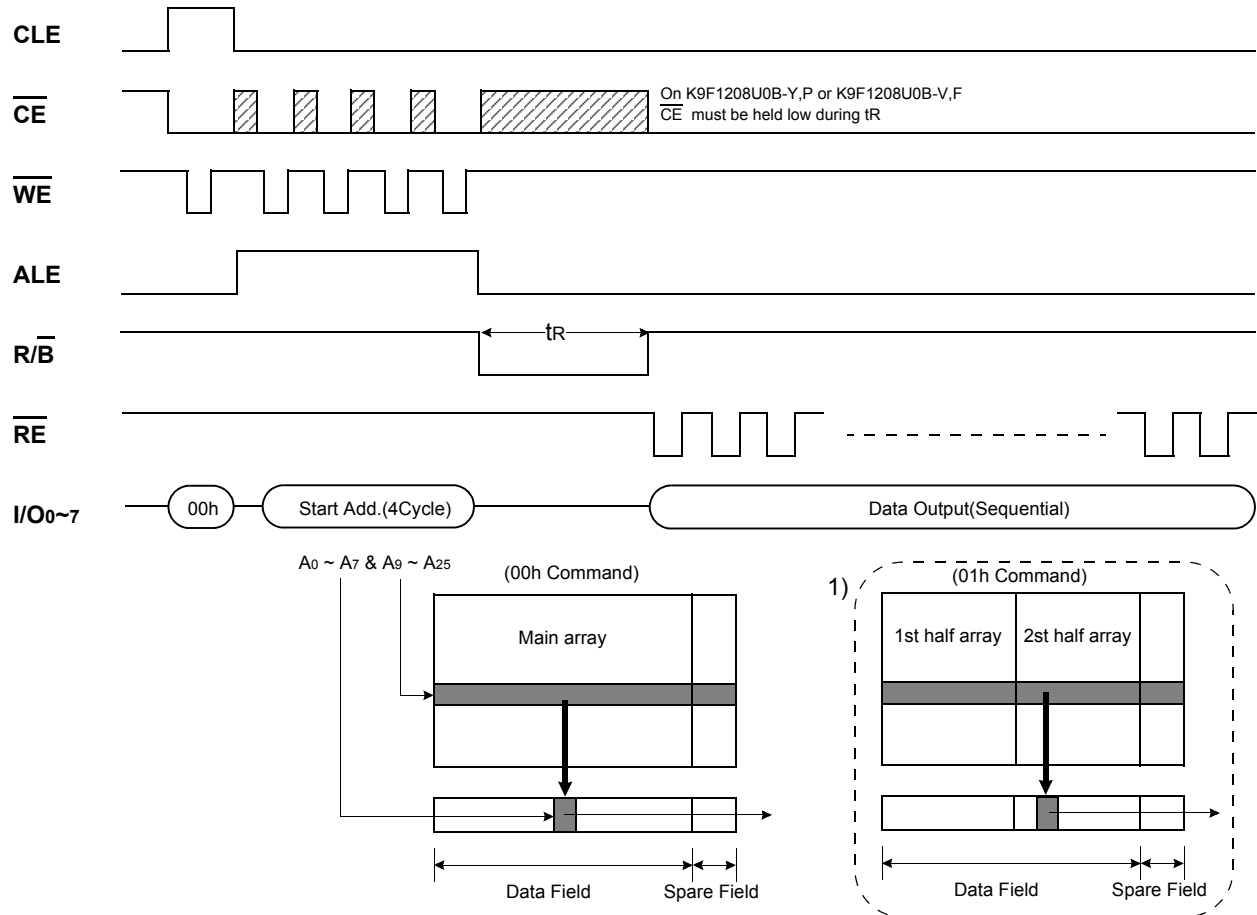 CLE
CE
On K9F1208U0B-Y,P or K9F1208U0B-V,F
CE must be held low during tR
WE
ALE
R/B
tR
RE
I/O0~7
00h
Start Add.(4Cycle)
Data Output(Sequential)
A0 ~ A7 & A9 ~ A25
(00h Command)
Main array
Data Field
Spare Field
1)
(01h Command)
1st half array
2st half array
Data Field
Spare Field